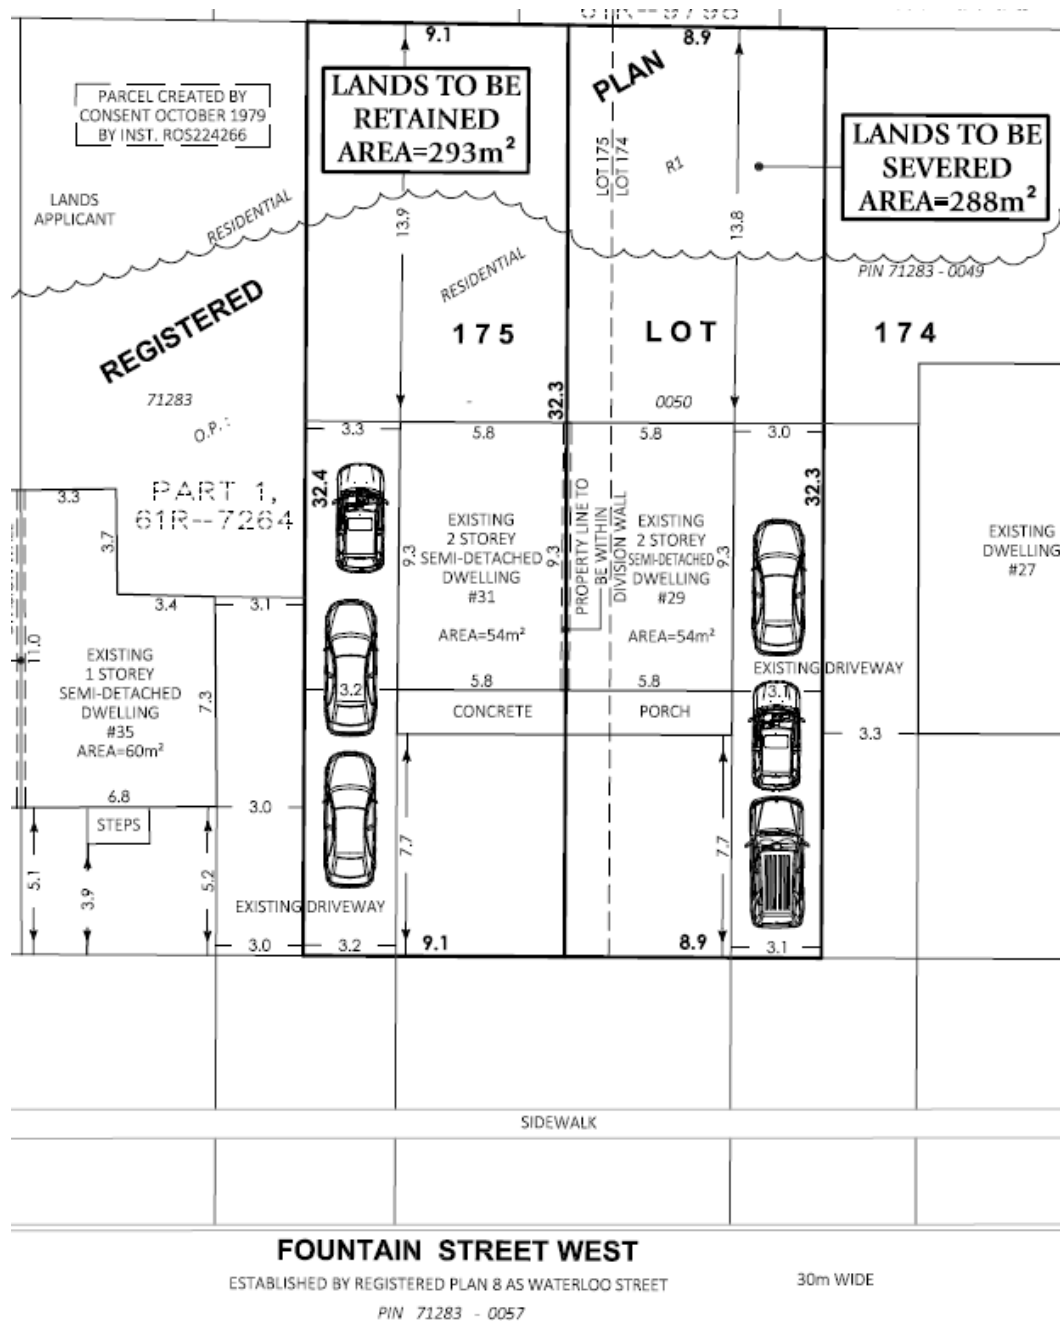 9.1
8.9
PLAN
LANDS TO BE
RETAINED
AREA=293m²
PARCEL CREATED BY
CONSENT OCTOBER 1979
BY INST. ROS224266
LOT 175
LOT 174
R1
LANDS TO BE
SEVERED
AREA=288m²
LANDS
APPLICANT
RESIDENTIAL
13.9
13.8
RESIDENTIAL
PIN 71283 - 0049
REGISTERED
175
LOT
174
71283
-
0050
32.3
O.P.:
3.3
5.8
5.8
3.0
32.4
32.3
3.3
PART 1,
61R--7264
3.7
9.3
EXISTING
2 STOREY
SEMI-DETACHED
DWELLING
#31
AREA=54m²
9.3
PROPERTY LINE TO
BE WITHIN
DIVISION WALL
EXISTING
2 STOREY
SEMI-DETACHED
DWELLING
#29
AREA=54m²
9.3
EXISTING
DWELLING
#27
3.4
3.1
11.0
EXISTING
1 STOREY
SEMI-DETACHED
DWELLING
#35
AREA=60m²
7.3
3.2
5.8
5.8
EXISTING DRIVEWAY
3.1
CONCRETE
PORCH
3.3
6.8
3.0
STEPS
5.1
3.9
5.2
7.7
7.7
EXISTING DRIVEWAY
3.0
3.2
9.1
8.9
3.1
SIDEWALK
FOUNTAIN STREET WEST
ESTABLISHED BY REGISTERED PLAN 8 AS WATERLOO STREET
30m WIDE
PIN 71283 - 0057